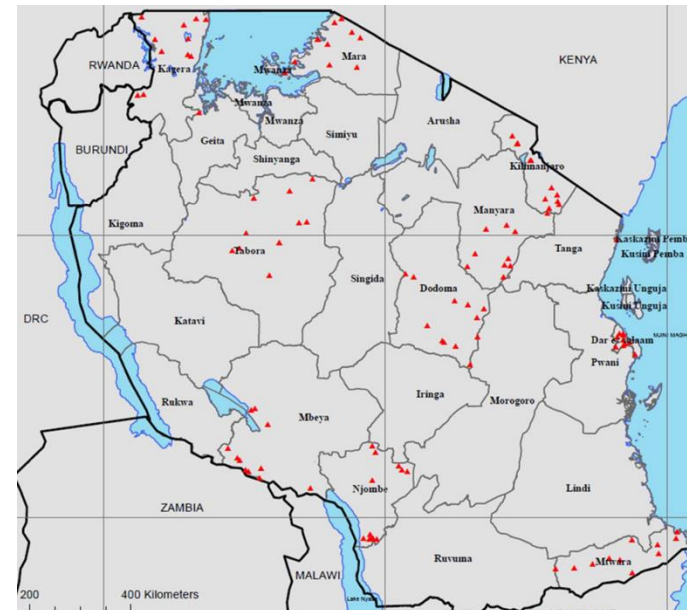 KENYA
RWANDA
Kagera
Mwanza
Mara
Mwanza
Arusha
Mwanza
Geita
Simiyu
BURUNDI
Shinyanga
Kilimanjaro
Manyara
Kigoma
Tanga
Kaskazini Pemba
Tabora
Kusini Pemba
Singida
Dodoma
Kaskazini Unguja
Kusini Unguja
DRC
Katavi
Dar es Salaam
Pwani
Rukwa
Iringa
Morogoro
Mbeya
Njombe
Lindi
ZAMBIA
Ruvuma
Mtwara
MALAWI
200
400 Kilometers